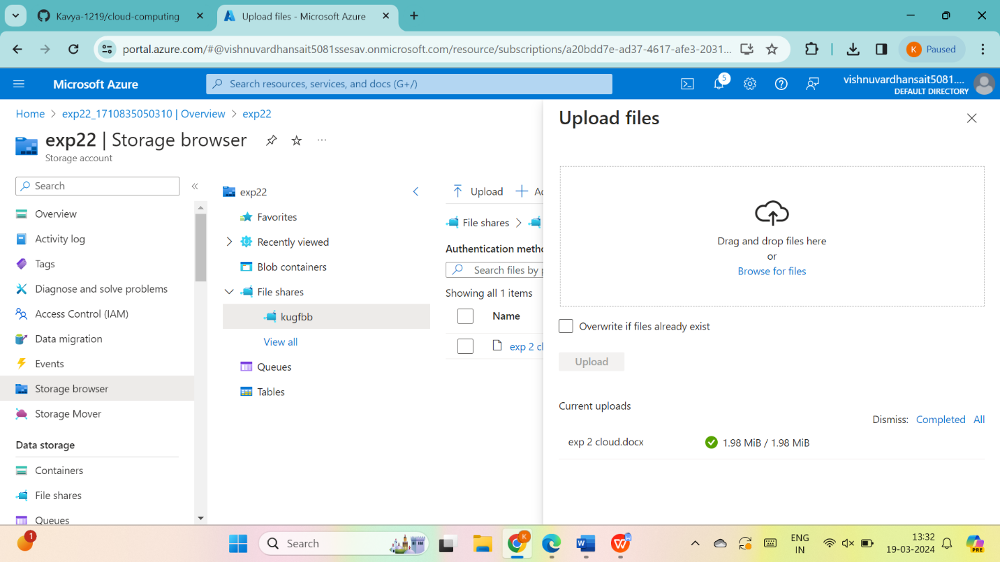 Kavya-1219/cloud-computing
Upload files - Microsoft Azure
portal.azure.com/#@vishnuvardhansait5081ssesav.onmicrosoft.com/resource/subscriptions/a20bdd7e-ad37-4617-afe3-2031...
K Paused
Microsoft Azure
Search resources, services, and docs (G+/)
5
vishnuvardhansait5081....
DEFAULT DIRECTORY
Home > exp22_1710835050310 | Overview > exp22
exp22 | Storage browser
Storage account
Search
Overview
Activity log
Tags
Diagnose and solve problems
Access Control (IAM)
Data migration
Events
Storage browser
Storage Mover
Data storage
Containers
File shares
Queues
exp22
Favorites
Recently viewed
Blob containers
File shares
kugfbb
View all
Queues
Tables
Upload
File shares >
Authentication
Search files by
Showing all 1 items
Name
exp 2
Upload files
Drag and drop files here
or
Browse for files
Overwrite if files already exist
Upload
Current uploads
Dismiss: Completed All
exp 2 cloud.docx 1.98 MiB / 1.98 MiB
1
Search
K
W
ENG
IN
13:32
19-03-2024
PRE